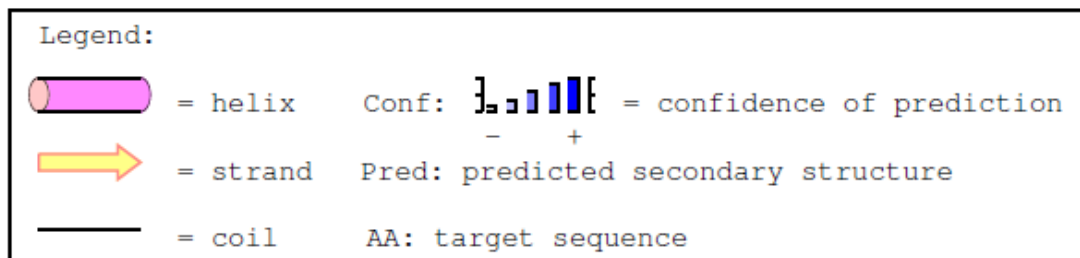 Legend:
= helix Conf: = confidence of prediction
- +
= strand Pred: predicted secondary structure
= coil AA: target sequence